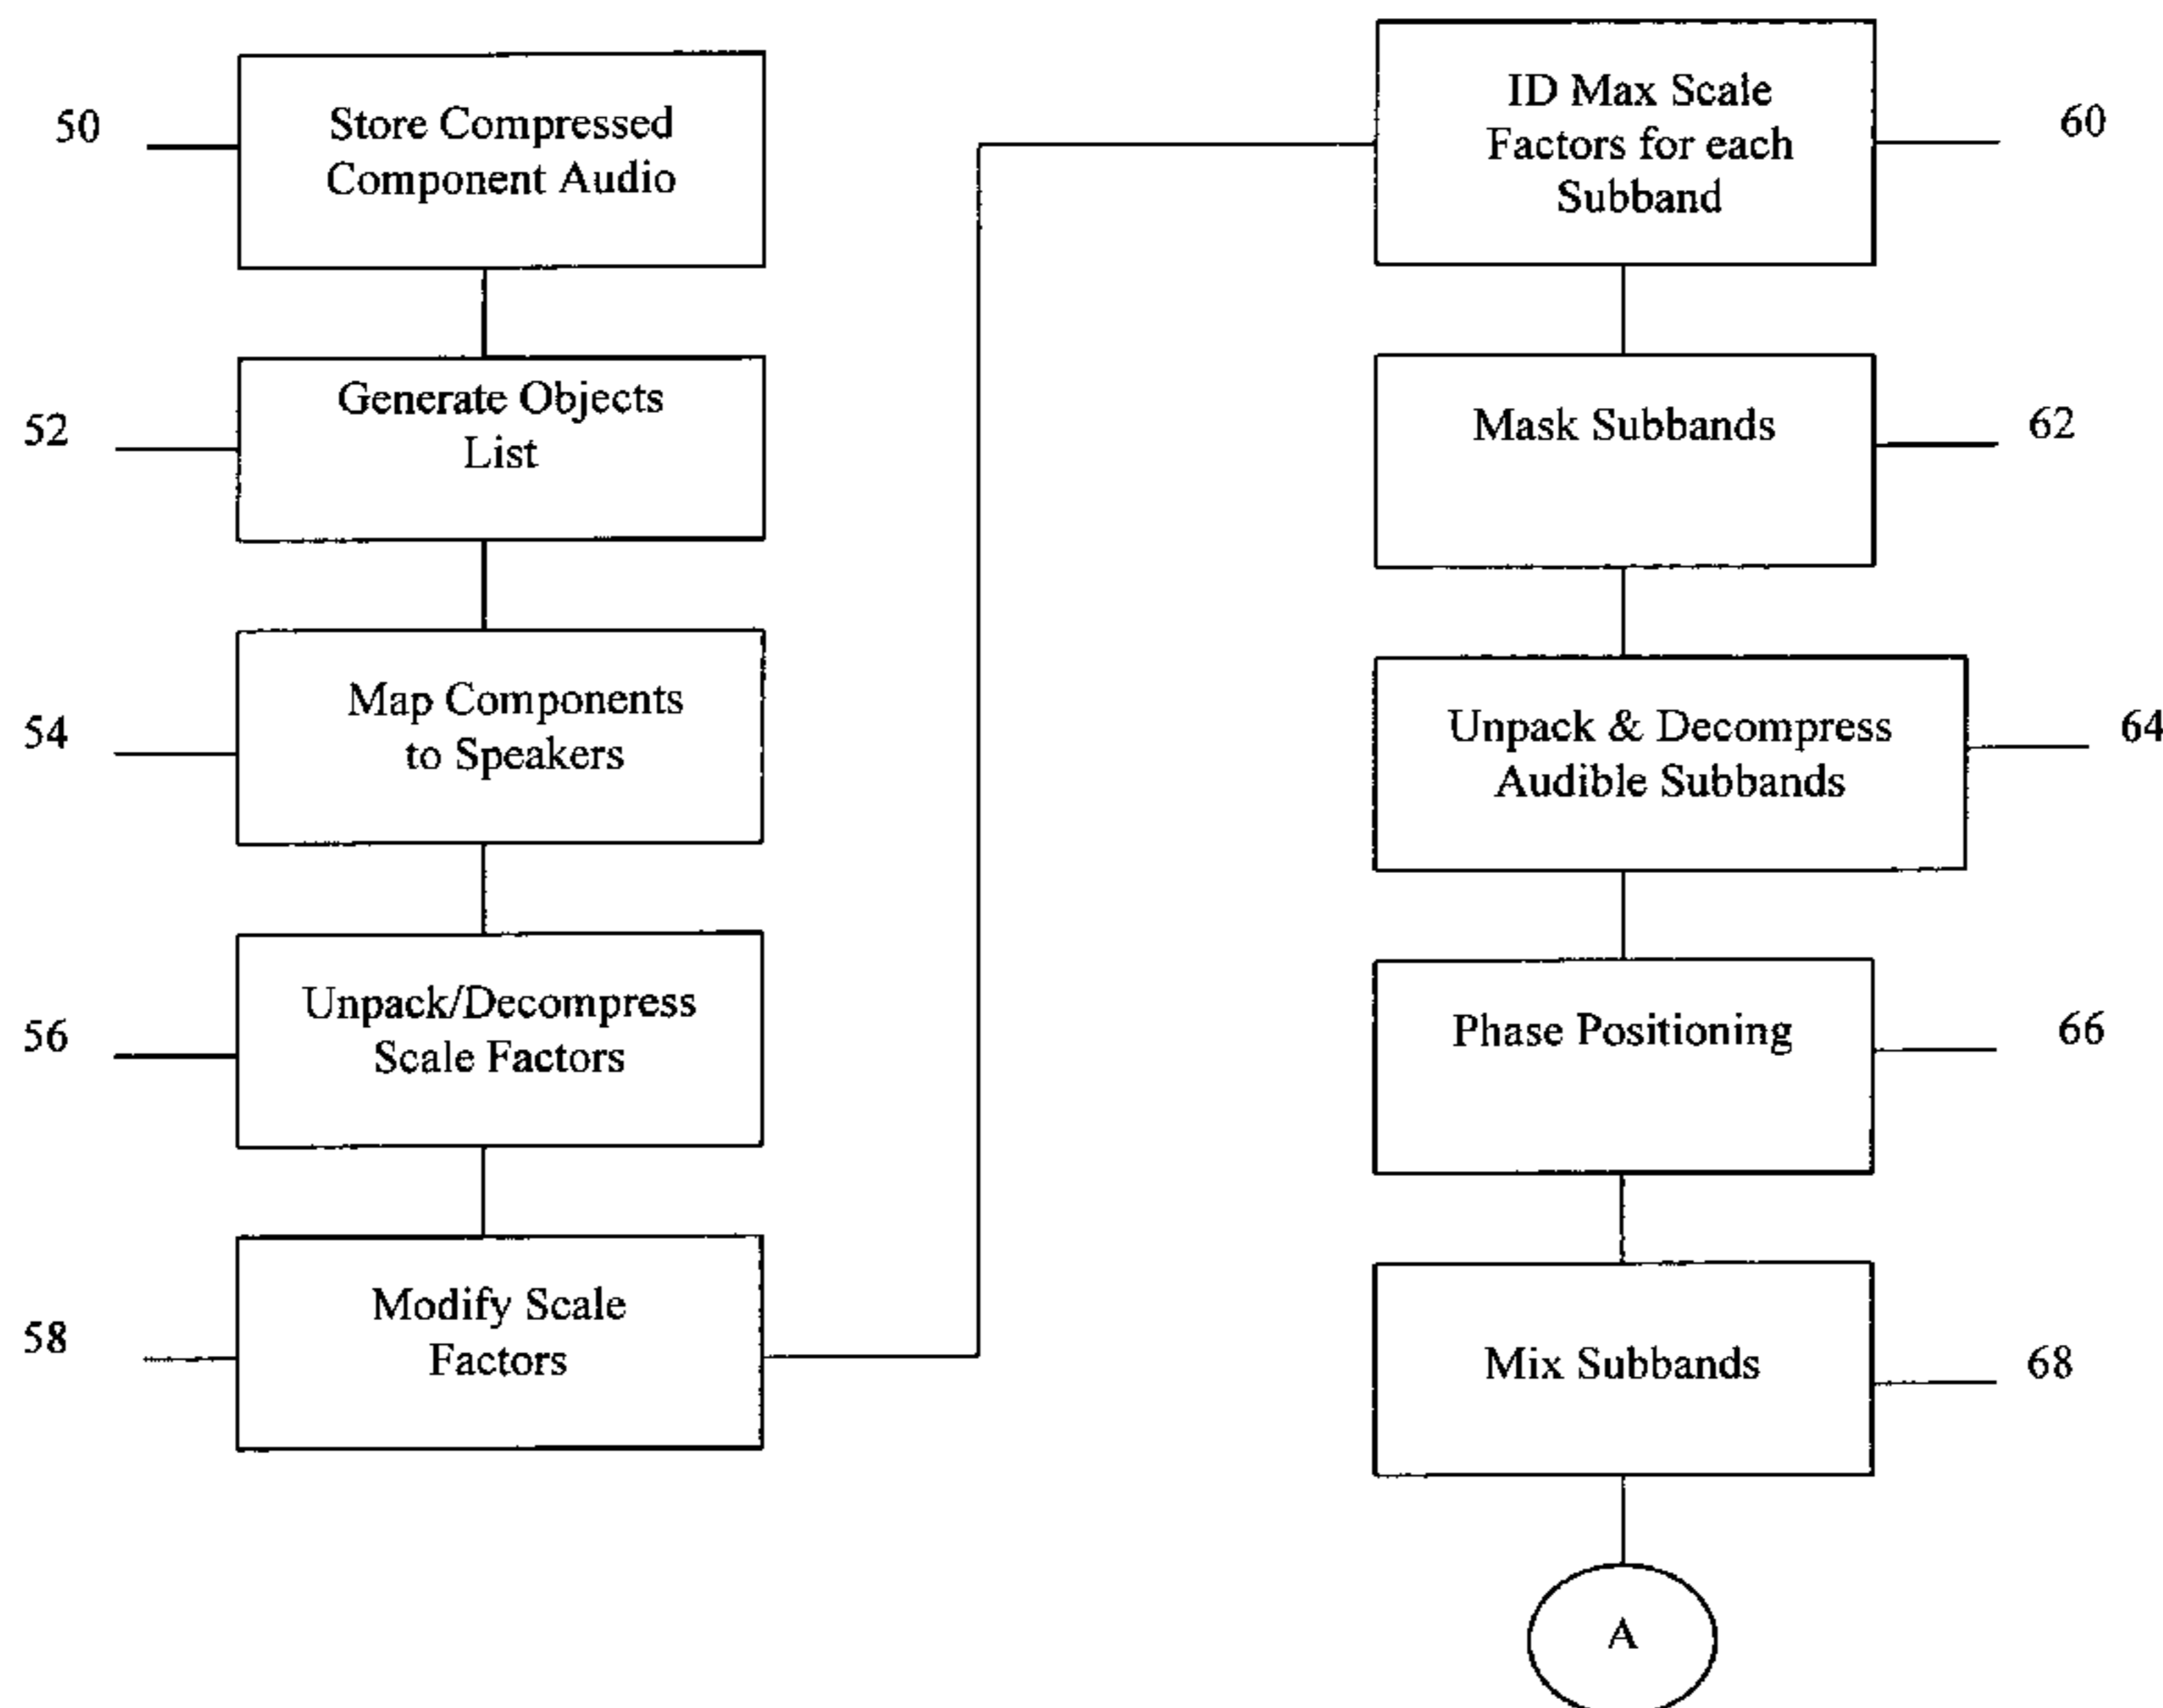 50
Store Compressed
Component Audio
52
Generate Objects
List
54
Map Components
to Speakers
56
Unpack/Decompress
Scale Factors
58
Modify Scale
Factors
ID Max Scale
Factors for each
Subband
60
Mask Subbands
62
Unpack & Decompress
Audible Subbands
64
Phase Positioning
66
Mix Subbands
68
A